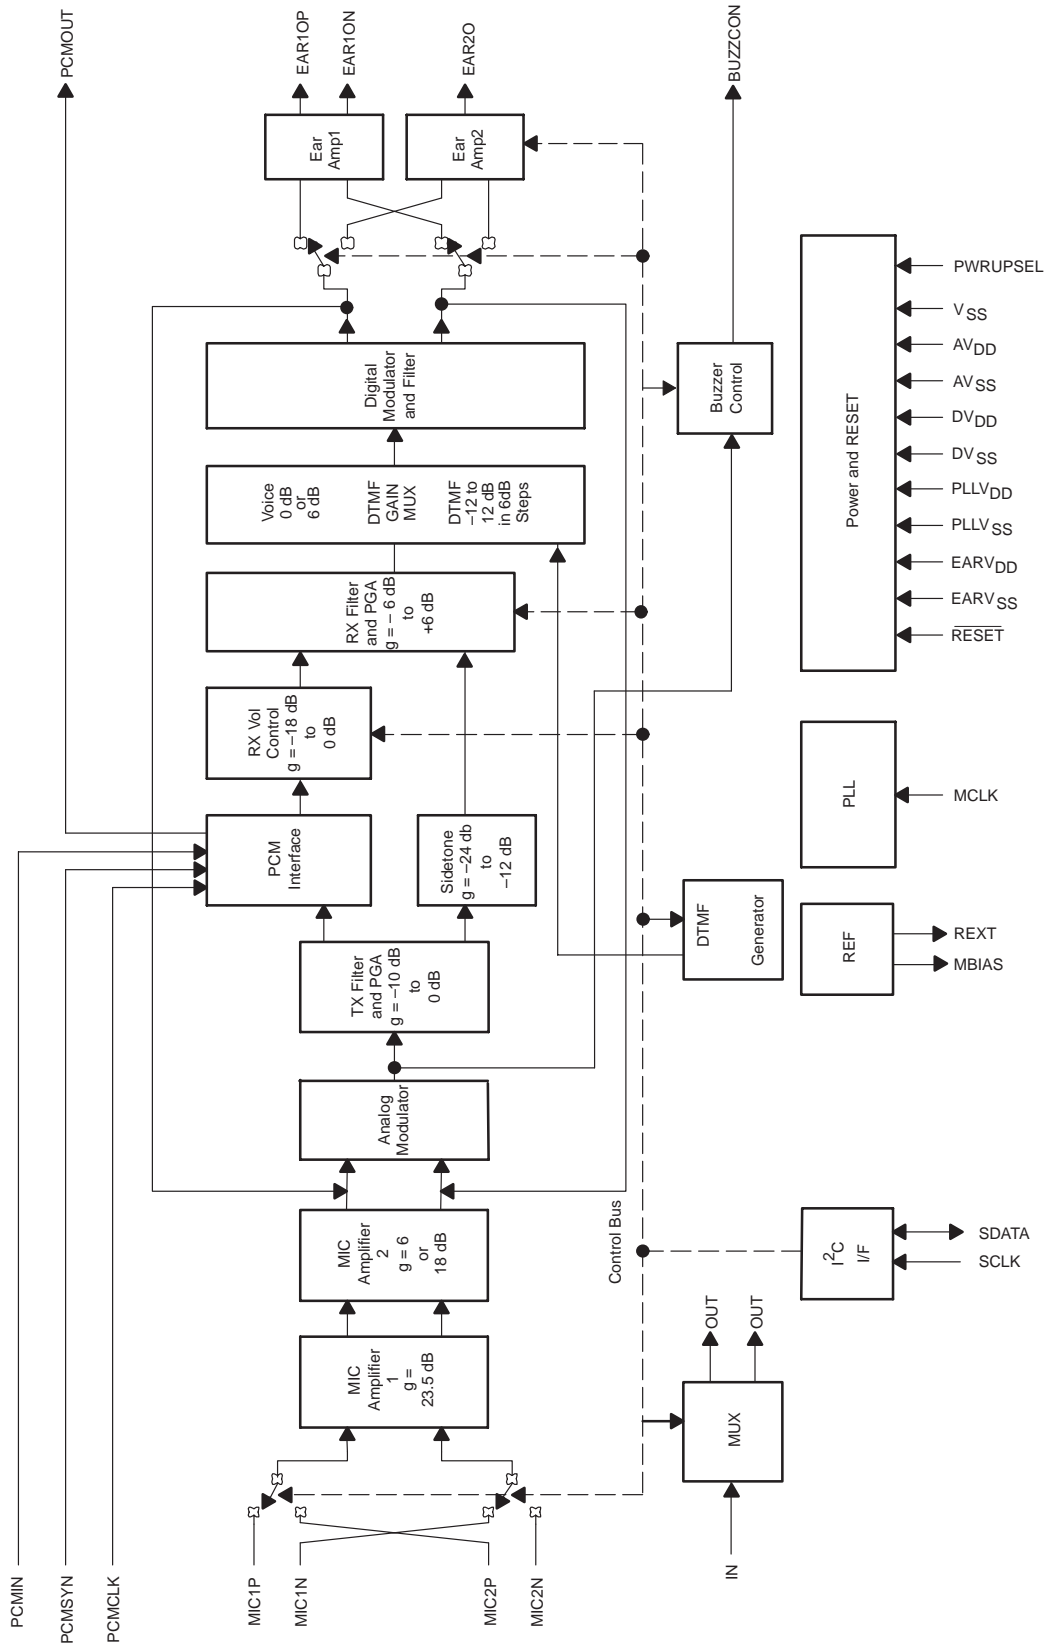 PCMOUT
EAR1OP
EAR1ON
EAR2O
BUZZCON
Ear
Amp1
Ear
Amp2
Digital
Modulator
and Filter
Buzzer
Control
Voice
0 dB
or
6 dB
DTMF
GAIN
MUX
DTMF
–12 to
12 dB
in 6dB
Steps
RX Filter
and PGA
g = – 6 dB
to
+6 dB
RX Vol
Control
g = –18 dB
to
0 dB
PCM
Interface
Sidetone
g = –24 db
to
–12 dB
TX Filter
and PGA
g = –10 dB
to
0 dB
DTMF
Generator
Analog
Modulator
MIC
Amplifier
2
g = 6
or
18 dB
MIC
Amplifier
1
g =
23.5 dB
Control Bus
Power and RESET
PWRUPSEL
VSS
AVDD
AVSS
DVDD
DVSS
PLLVDD
PLLVSS
EARVDD
EARVSS
RESET
PLL
MCLK
REF
REXT
MBIAS
I2C
I/F
SDATA
SCLK
OUT
OUT
MUX
IN
PCMIN
PCMSYN
PCMCLK
MIC1P
MIC1N
MIC2P
MIC2N